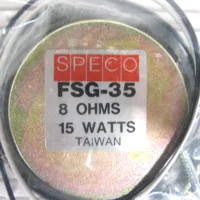 SPECO
FSG-35
8 OHMS
15 WATTS
TAIWAN